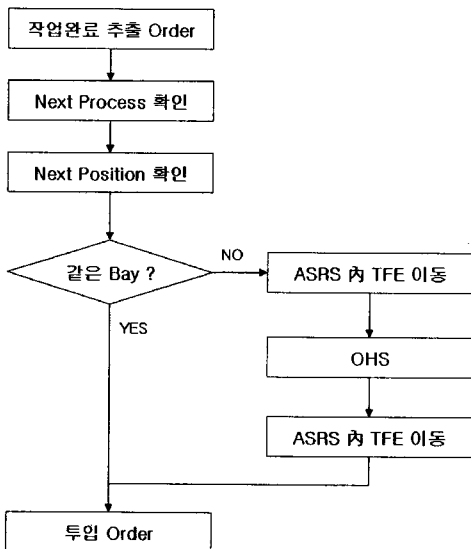 작업완료 추출 Order
Next Process 확인
Next Position 확인
같은 Bay ?
NO
ASRS 內 TFE 이동
YES
OHS
ASRS 內 TFE 이동
투입 Order